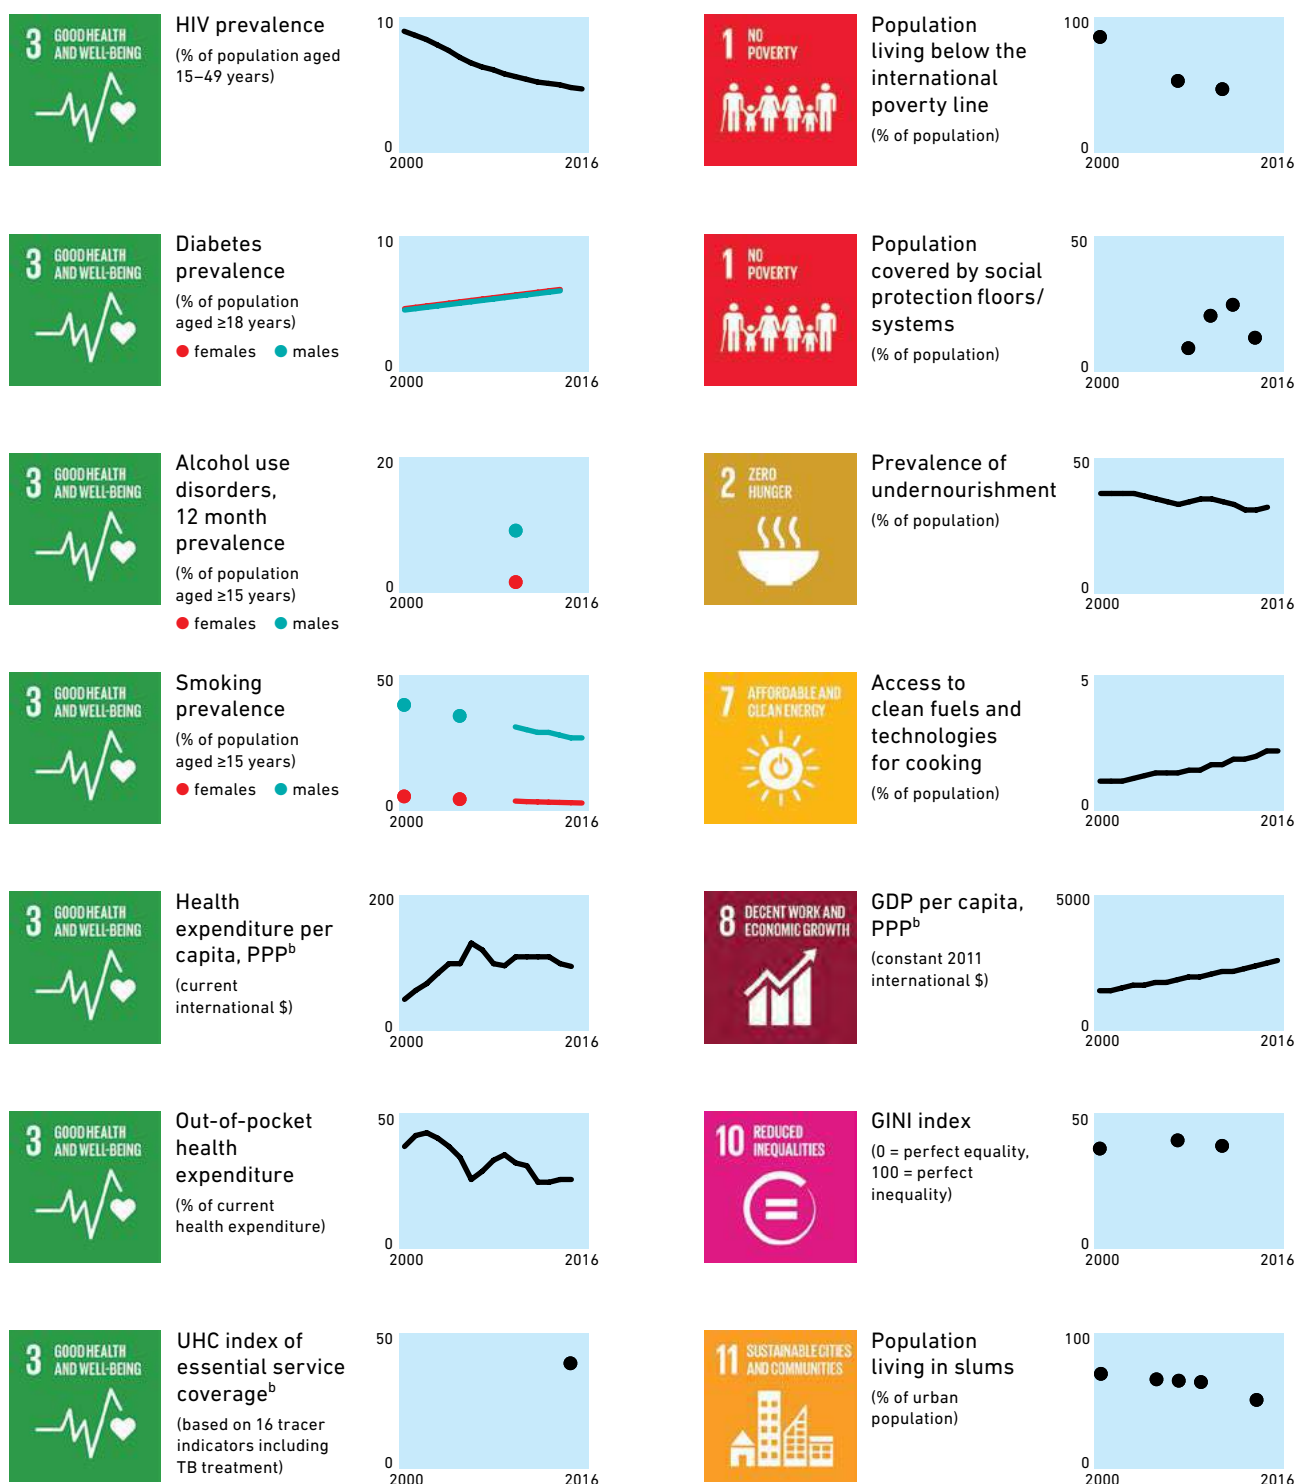 3 GOOD HEALTH
AND WELL-BEING
HIV prevalence
(% of population aged
15–49 years)
10
0
2000 2016
1 NO
POVERTY
Population
living below the
international
poverty line
(% of population)
100
0
2000 2016
3 GOOD HEALTH
AND WELL-BEING
Diabetes
prevalence
(% of population
aged ≥18 years)
females males
10
0
2000 2016
1 NO
POVERTY
Population
covered by social
protection floors/
systems
(% of population)
50
0
2000 2016
3 GOOD HEALTH
AND WELL-BEING
Alcohol use
disorders,
12 month
prevalence
(% of population
aged ≥15 years)
females males
20
0
2000 2016
2 ZERO
HUNGER
Prevalence of
undernourishment
(% of population)
50
0
2000 2016
3 GOOD HEALTH
AND WELL-BEING
Smoking
prevalence
(% of population
aged ≥15 years)
females males
50
0
2000 2016
7 AFFORDABLE AND
CLEAN ENERGY
Access to
clean fuels and
technologies
for cooking
(% of population)
5
0
2000 2016
3 GOOD HEALTH
AND WELL-BEING
Health
expenditure per
capita, PPPb
(current
international $)
200
0
2000 2016
8 DECENT WORK AND
ECONOMIC GROWTH
GDP per capita,
PPPb
(constant 2011
international $)
5000
0
2000 2016
3 GOOD HEALTH
AND WELL-BEING
Out-of-pocket
health
expenditure
(% of current
health expenditure)
50
0
2000 2016
10 REDUCED
INEQUALITIES
GINI index
(0 = perfect equality,
100 = perfect
inequality)
50
0
2000 2016
3 GOOD HEALTH
AND WELL-BEING
UHC index of
essential service
coverageb
(based on 16 tracer
indicators including
TB treatment)
50
0
2000 2016
11 SUSTAINABLE CITIES
AND COMMUNITIES
Population
living in slums
(% of urban
population)
100
0
2000 2016